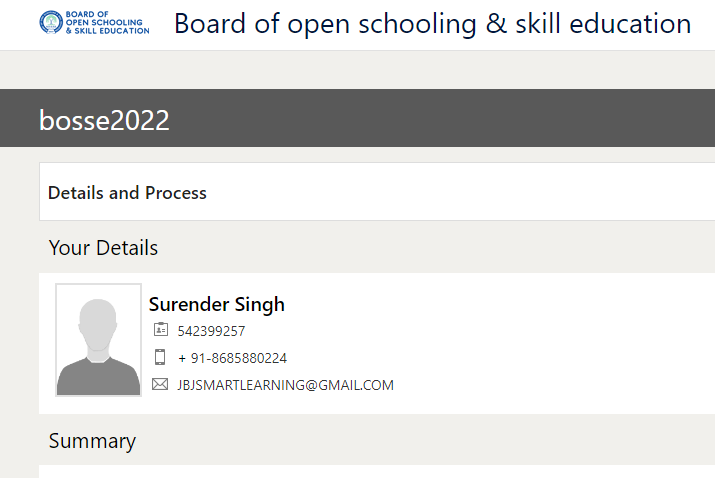 BOARD OF
OPEN SCHOOLING
& SKILL EDUCATION
Board of open schooling & skill education
bosse2022
Details and Process
Your Details
Surender Singh
542399257
+ 91-8685880224
JBJSMARTLEARNING@GMAIL.COM
Summary